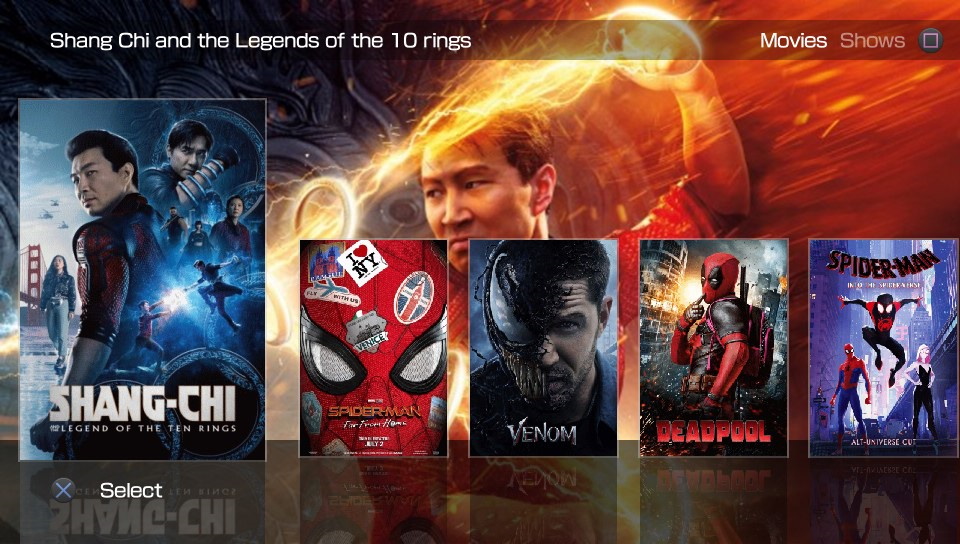 Shang Chi and the Legends of the 10 rings
Movies Shows
SHANG-CHI
AND THE LEGEND OF THE TEN RINGS
I ♥ NY
FLY WITH US
VENICE
SPIDER-MAN
Far From Home
JULY 2
VENOM
DEADPOOL
SPIDER-MAN
INTO THE SPIDER-VERSE
ALT-UNIVERSE CUT
Select